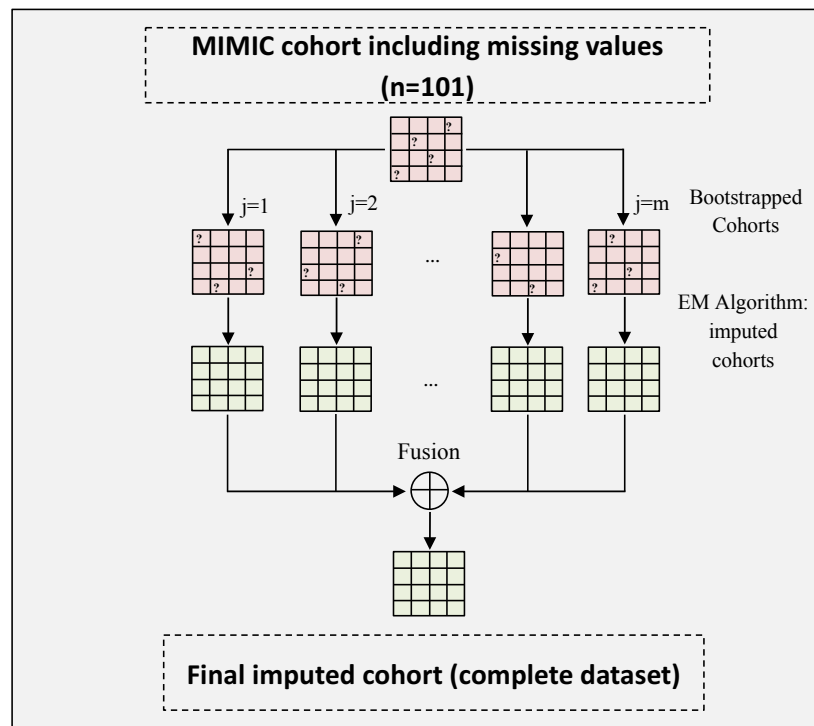 MIMIC cohort including missing values
(n=101)
?
?
?
?
j=1
j=2
j=m
Bootstrapped
Cohorts
?
?
?
?
?
?
...
?
?
?
?
?
EM Algorithm:
imputed
cohorts
...
Fusion
Final imputed cohort (complete dataset)